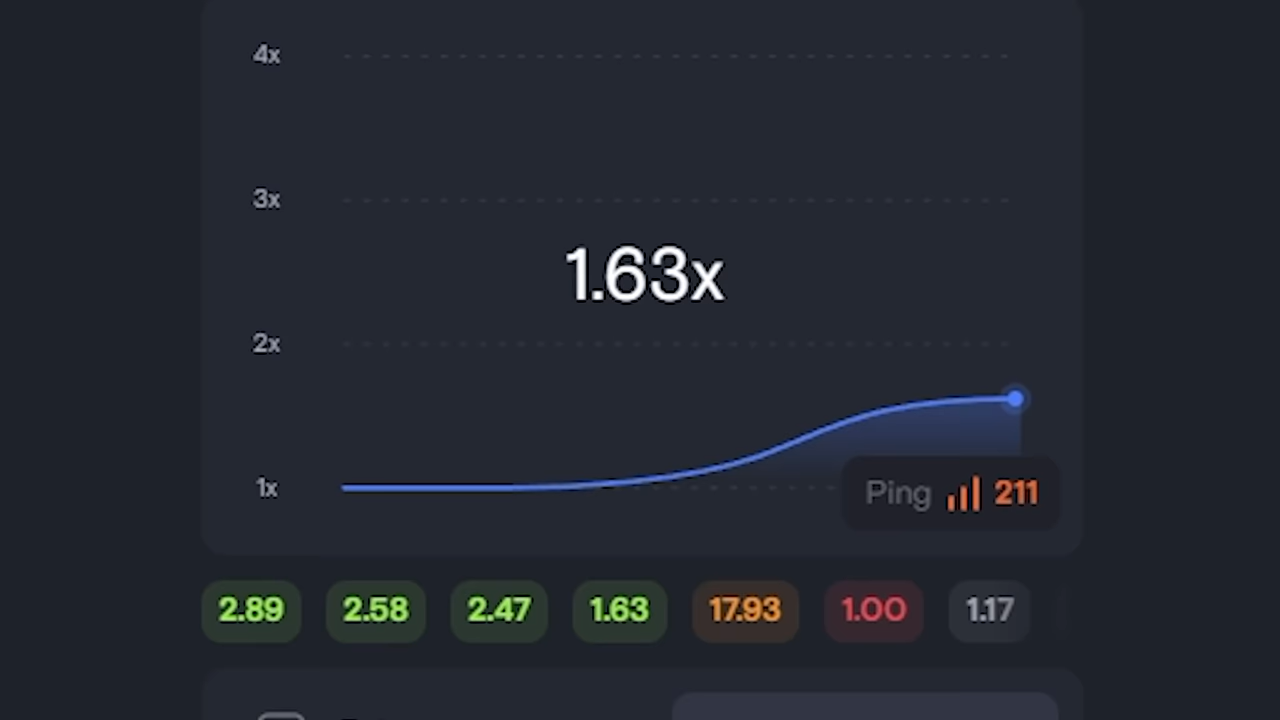 4x
3x
1.63x
2x
1x
Ping 211
2.89 2.58 2.47 1.63 17.93 1.00 1.17